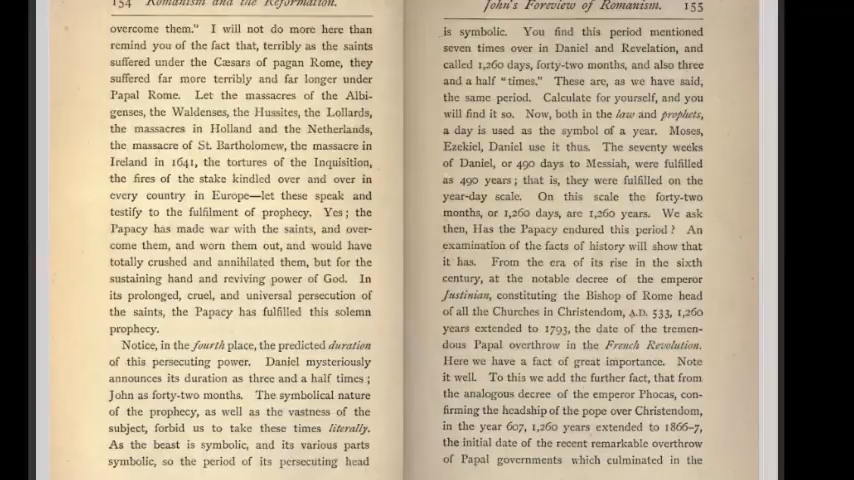 154 Romanism and the Reformation.
overcome them." I will not do more here than
remind you of the fact that, terribly as the saints
suffered under the Cæsars of pagan Rome, they
suffered far more terribly and far longer under
Papal Rome. Let the massacres of the Albi-
genses, the Waldenses, the Hussites, the Lollards,
the massacres in Holland and the Netherlands,
the massacre of St. Bartholomew, the massacre in
Ireland in 1641, the tortures of the Inquisition,
the fires of the stake kindled over and over in
every country in Europe—let these speak and
testify to the fulfilment of prophecy. Yes; the
Papacy has made war with the saints, and over-
come them, and worn them out, and would have
totally crushed and annihilated them, but for the
sustaining hand and reviving power of God. In
its prolonged, cruel, and universal persecution of
the saints, the Papacy has fulfilled this solemn
prophecy.
Notice, in the fourth place, the predicted duration
of this persecuting power. Daniel mysteriously
announces its duration as three and a half times;
John as forty-two months. The symbolical nature
of the prophecy, as well as the vastness of the
subject, forbid us to take these times literally.
As the beast is symbolic, and its various parts
symbolic, so the period of its persecuting head
John's Foreview of Romanism. 155
is symbolic. You find this period mentioned
seven times over in Daniel and Revelation, and
called 1,260 days, forty-two months, and also three
and a half "times." These are, as we have said,
the same period. Calculate for yourself, and you
will find it so. Now, both in the law and prophets,
a day is used as the symbol of a year. Moses,
Ezekiel, Daniel use it thus. The seventy weeks
of Daniel, or 490 days to Messiah, were fulfilled
as 490 years; that is, they were fulfilled on the
year-day scale. On this scale the forty-two
months, or 1,260 days, are 1,260 years. We ask
then, Has the Papacy endured this period? An
examination of the facts of history will show that
it has. From the era of its rise in the sixth
century, at the notable decree of the emperor
Justinian, constituting the Bishop of Rome head
of all the Churches in Christendom, A.D. 533, 1,260
years extended to 1793, the date of the tremen-
dous Papal overthrow in the French Revolution.
Here we have a fact of great importance. Note
it well. To this we add the further fact, that from
the analogous decree of the emperor Phocas, con-
firming the headship of the pope over Christendom,
in the year 607, 1,260 years extended to 1866-7,
the initial date of the recent remarkable overthrow
of Papal governments which culminated in the